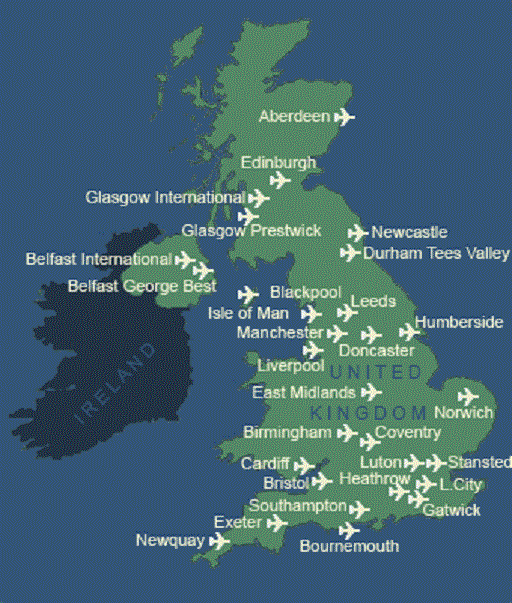 Aberdeen
Edinburgh
Glasgow International
Glasgow Prestwick
Newcastle
Durham Tees Valley
Belfast International
Belfast George Best
Blackpool
Leeds
Isle of Man
Humberside
Manchester
Doncaster
Liverpool
UNITED
KINGDOM
IRELAND
East Midlands
Norwich
Birmingham
Coventry
Cardiff
Luton
Stansted
Bristol
Heathrow
L.City
Southampton
Gatwick
Exeter
Newquay
Bournemouth